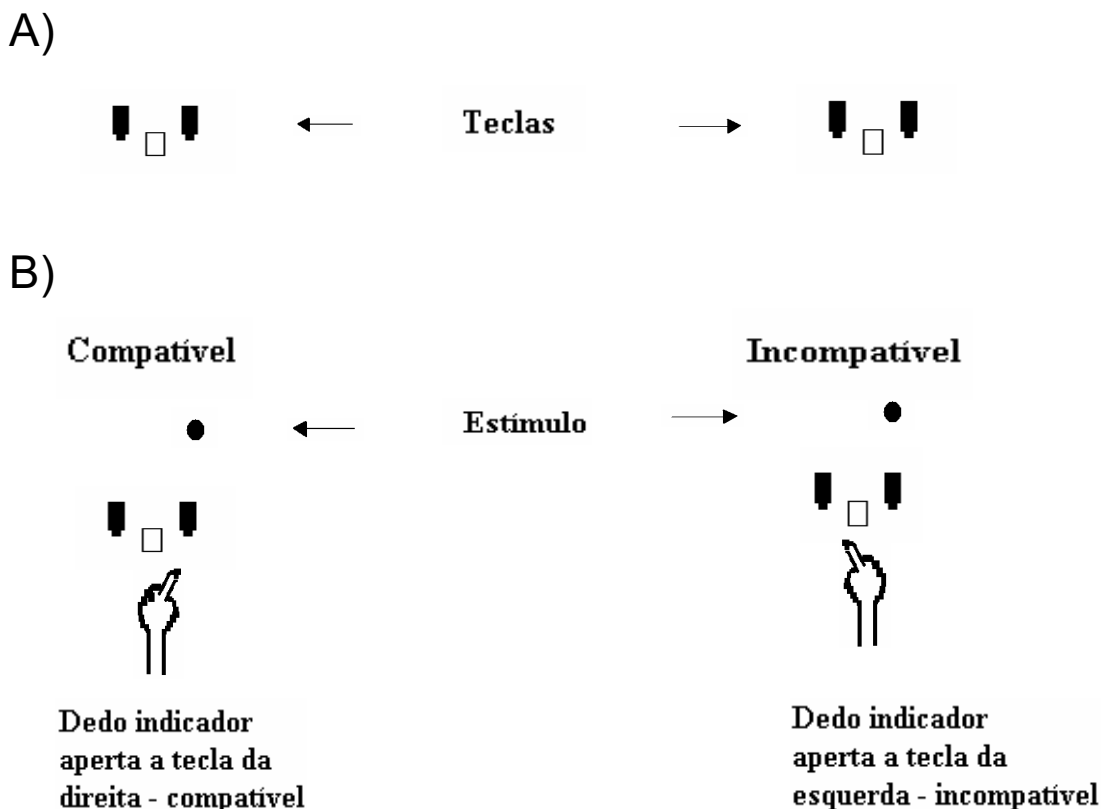 A)
Teclas
B)
Compatível
Incompatível
Estímulo
Dedo indicador
aperta a tecla da
direita - compatível
Dedo indicador
aperta a tecla da
esquerda - incompatível